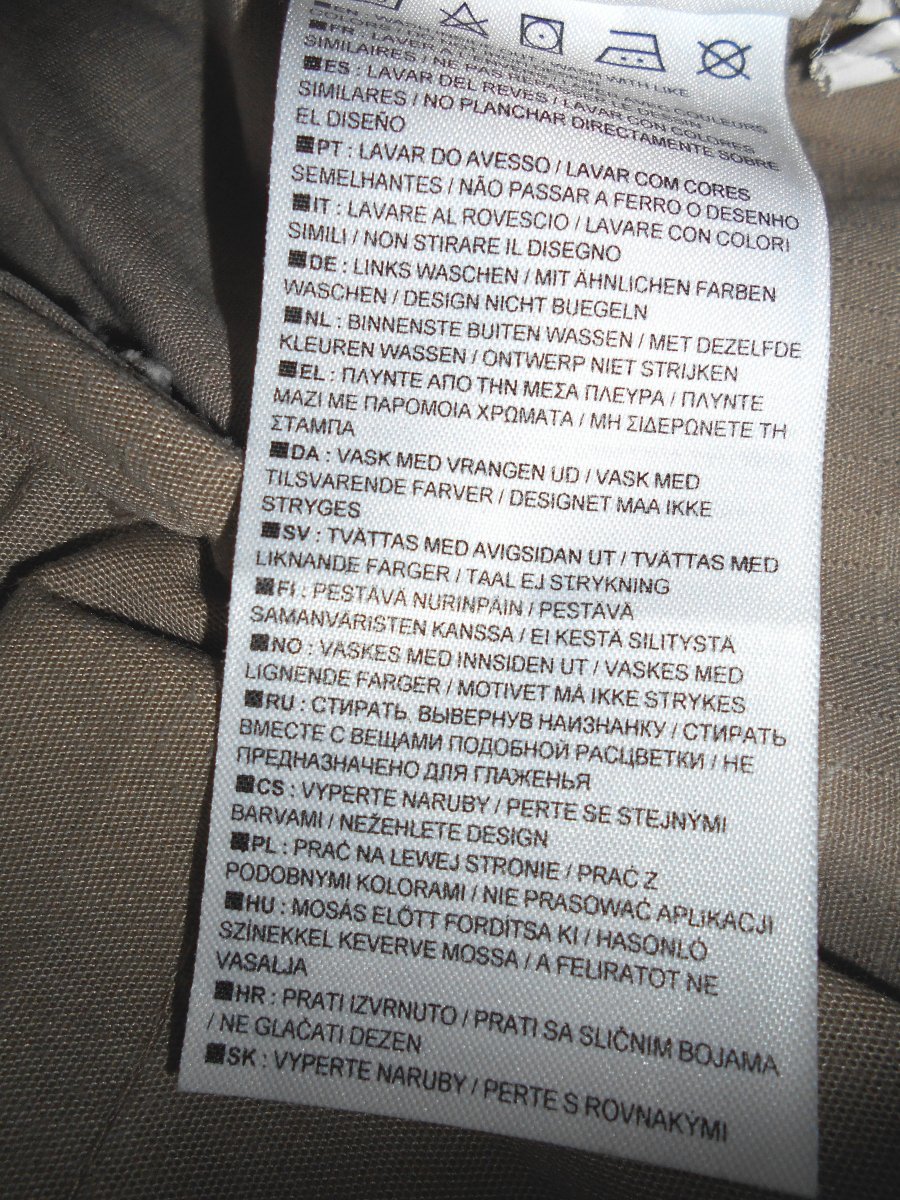 WITH LIKE
FR : LAVER COULEURS
SIMILAIRES / NE PAS
ES : LAVAR DEL REVES / LAVAR CON COLORES
SIMILARES / NO PLANCHAR DIRECTAMENTE SOBRE
EL DISEÑO
PT : LAVAR DO AVESSO / LAVAR COM CORES
SEMELHANTES / NÃO PASSAR A FERRO O DESENHO
IT : LAVARE AL ROVESCIO / LAVARE CON COLORI
SIMILI / NON STIRARE IL DISEGNO
DE : LINKS WASCHEN / MIT ÄHNLICHEN FARBEN
WASCHEN / DESIGN NICHT BUEGELN
NL : BINNENSTE BUITEN WASSEN / MET DEZELFDE
KLEUREN WASSEN / ONTWERP NIET STRIJKEN
EL : ΠΛΥΝΤΕ ΑΠΟ ΤΗΝ ΜΕΣΑ ΠΛΕΥΡΑ / ΠΛΥΝΤΕ
ΜΑΖΙ ΜΕ ΠΑΡΟΜΟΙΑ ΧΡΩΜΑΤΑ / ΜΗ ΣΙΔΕΡΩΝΕΤΕ ΤΗ
ΣΤΑΜΠΑ
DA : VASK MED VRANGEN UD / VASK MED
TILSVARENDE FARVER / DESIGNET MAA IKKE
STRYGES
SV : TVÄTTAS MED AVIGSIDAN UT / TVÄTTAS MED
LIKNANDE FÄRGER / TÅAL EJ STRYKNING
FI : PESTÄVÄ NURINPÄIN / PESTÄVÄ
SAMANVÄRISTEN KANSSA / EI KESTÄ SILITYSTÄ
NO : VASKES MED INNSIDEN UT / VASKES MED
LIGNENDE FARGER / MOTIVET MÅ IKKE STRYKES
RU : СТИРАТЬ, ВЫВЕРНУВ НАИЗНАНКУ / СТИРАТЬ
ВМЕСТЕ С ВЕЩАМИ ПОДОБНОЙ РАСЦВЕТКИ / НЕ
ПРЕДНАЗНАЧЕНО ДЛЯ ГЛАЖЕНЬЯ
CS : VYPERTE NARUBY / PERTE SE STEJNÝMI
BARVAMI / NEŽEHLETE DESIGN
PL : PRAĆ NA LEWEJ STRONIE / PRAĆ Z
PODOBNYMI KOLORAMI / NIE PRASOWAĆ APLIKACJI
HU : MOSÁS ELŐTT FORDÍTSA KI / HASONLÓ
SZÍNEKKEL KEVERVE MOSSA / A FELIRATOT NE
VASALJA
HR : PRATI IZVRNUTO / PRATI SA SLIČNIM BOJAMA
/ NE GLAČATI DEZEN
SK : VYPERTE NARUBY / PERTE S ROVNAKÝMI